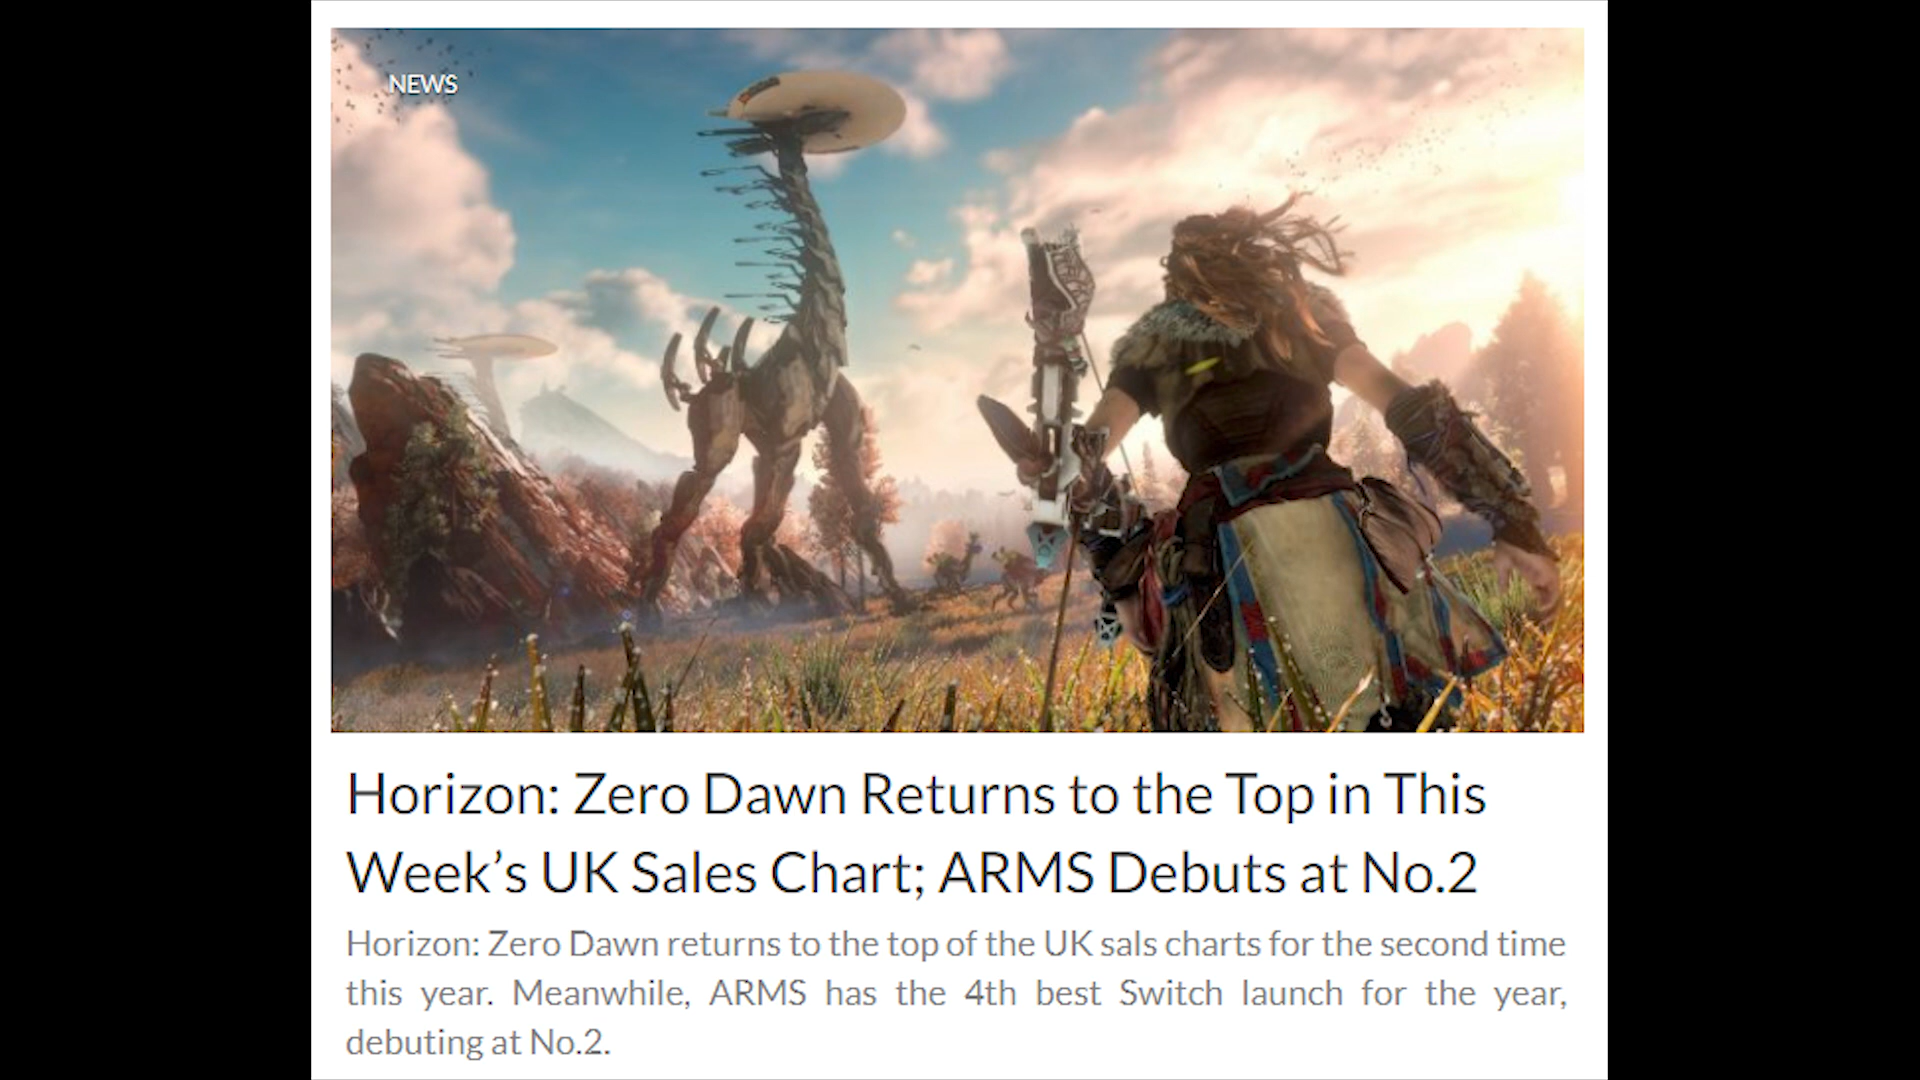 NEWS
Horizon: Zero Dawn Returns to the Top in This
Week’s UK Sales Chart; ARMS Debuts at No.2
Horizon: Zero Dawn returns to the top of the UK sals charts for the second time
this year. Meanwhile, ARMS has the 4th best Switch launch for the year,
debuting at No.2.